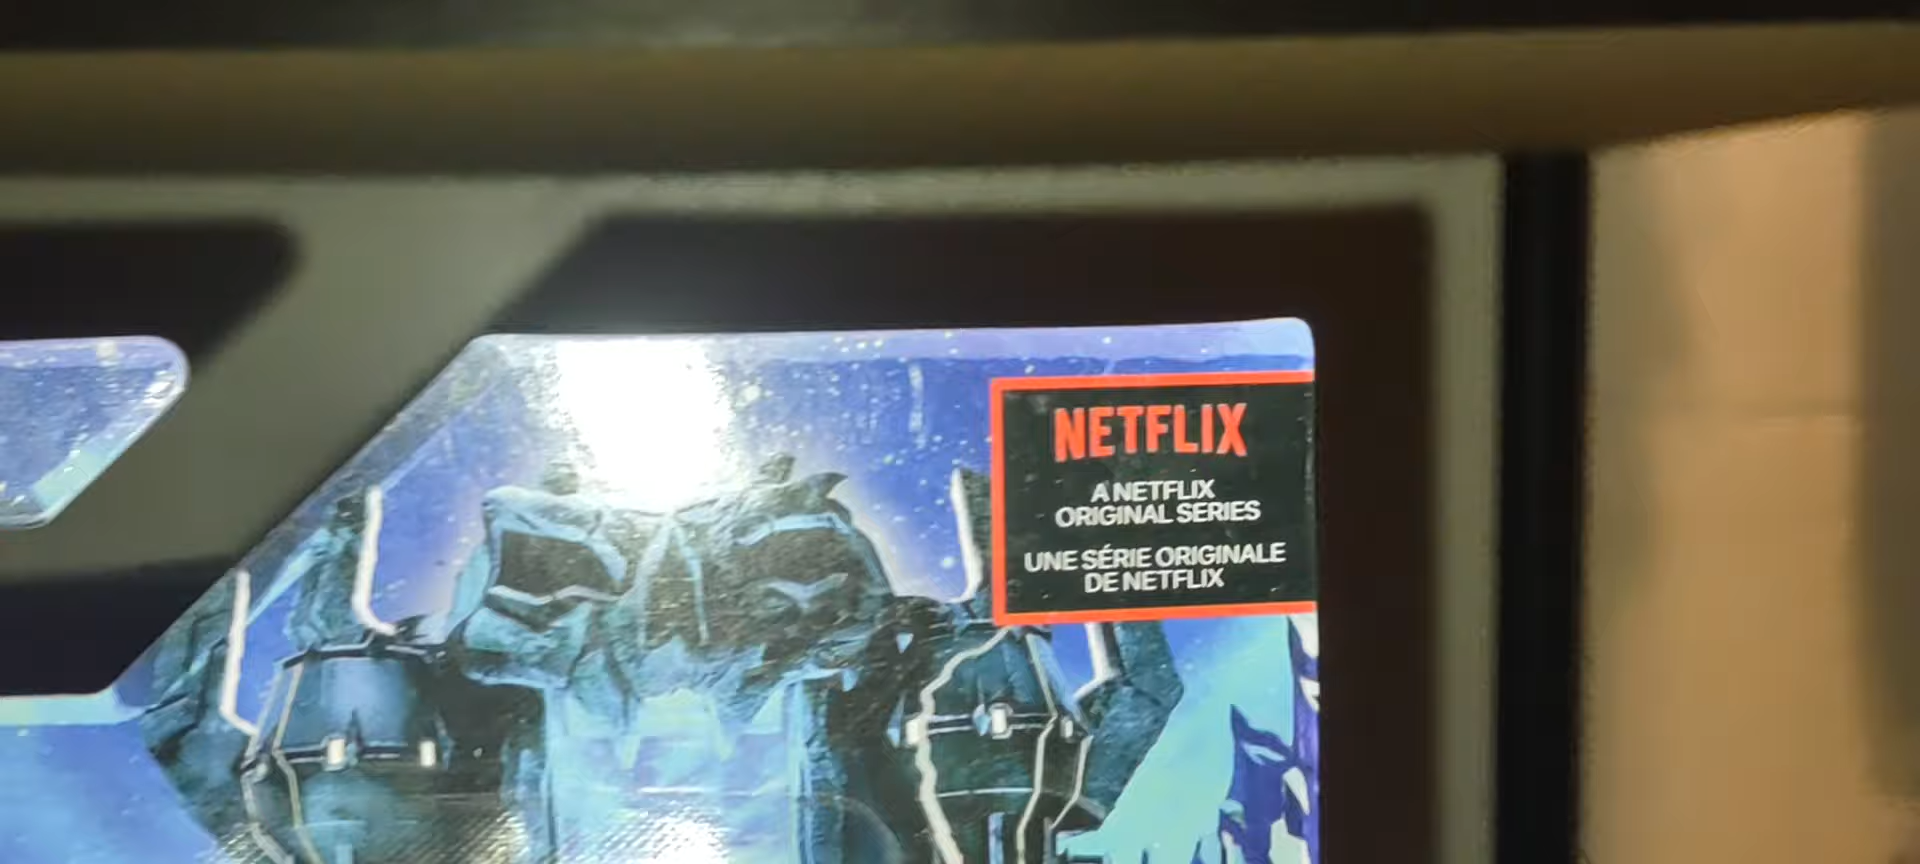 NETFLIX
A NETFLIX
ORIGINAL SERIES
UNE SÉRIE ORIGINALE
DE NETFLIX